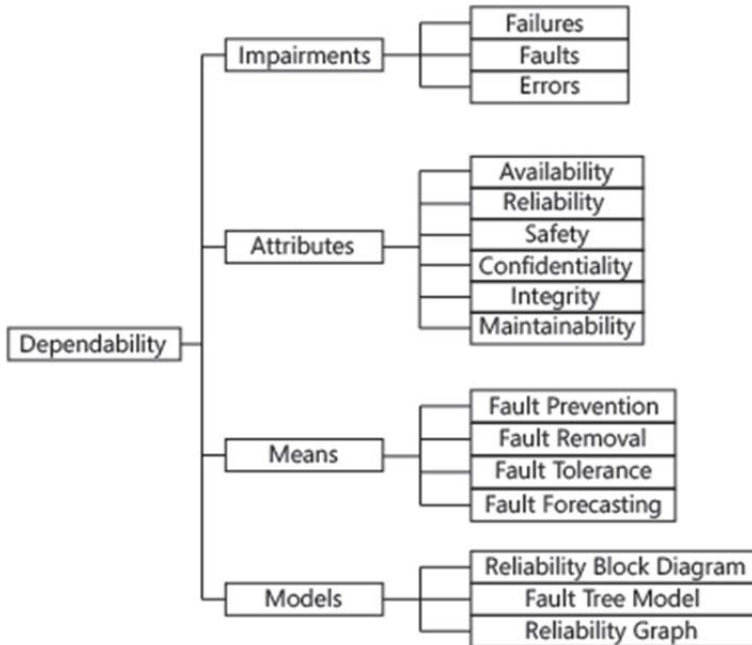 Dependability
Impairments
Failures
Faults
Errors
Attributes
Availability
Reliability
Safety
Confidentiality
Integrity
Maintainability
Means
Fault Prevention
Fault Removal
Fault Tolerance
Fault Forecasting
Models
Reliability Block Diagram
Fault Tree Model
Reliability Graph